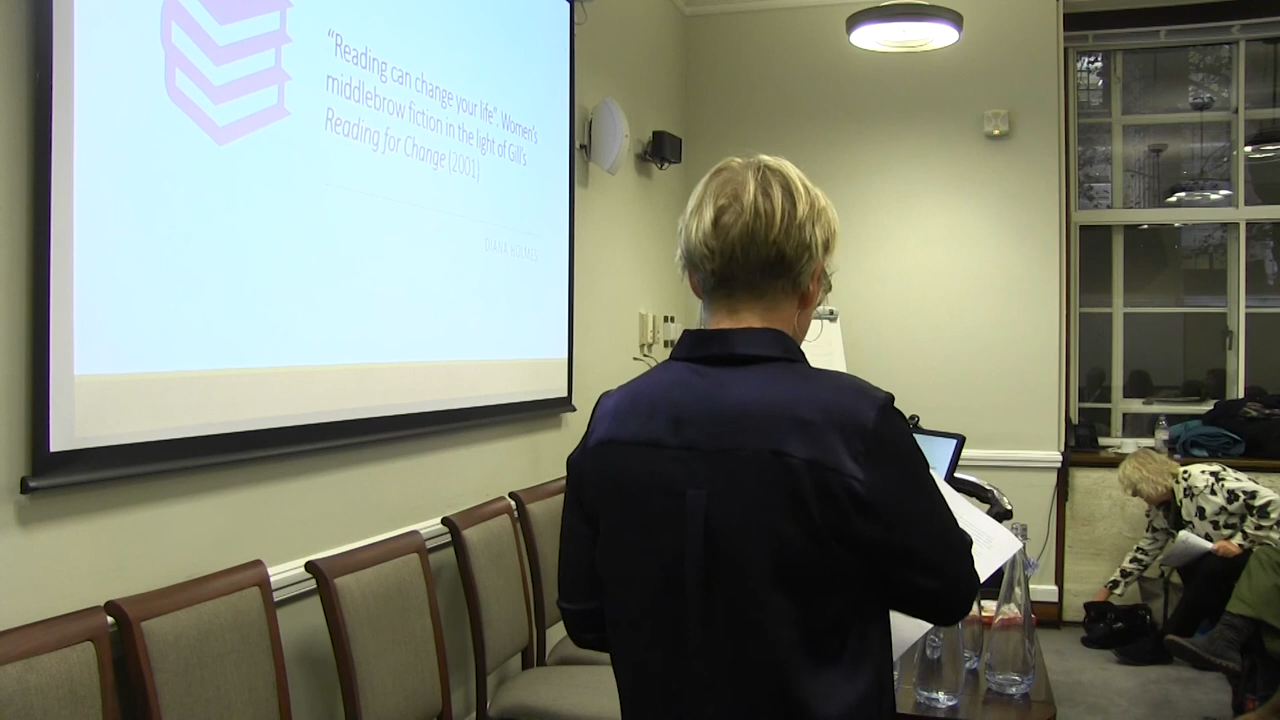 “Reading can change your life”. Women’s
middlebrow fiction in the light of Gill’s
Reading for Change (2001)
DIANA HOLMES